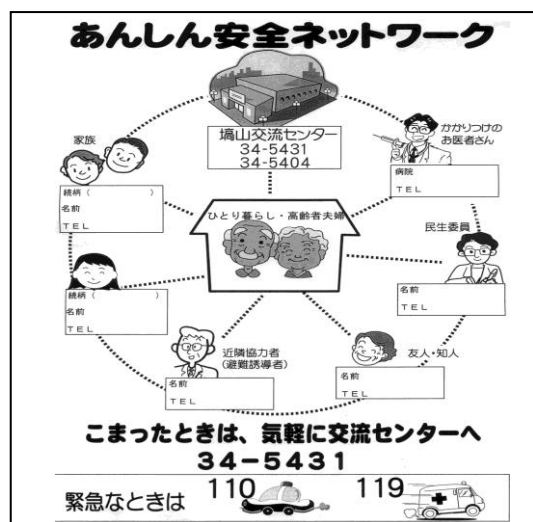 あんしん安全ネットワーク
塙山交流センター
34-5431
34-5404
家族
続柄（　　　）
名前
TEL
かかりつけの
お医者さん
病院
TEL
ひとり暮らし・高齢者夫婦
民生委員
名前
TEL
続柄（　　　）
名前
TEL
近隣協力者
（避難誘導者）
名前
TEL
友人・知人
名前
TEL
こまったときは、気軽に交流センターへ
34-5431
緊急なときは
110
119